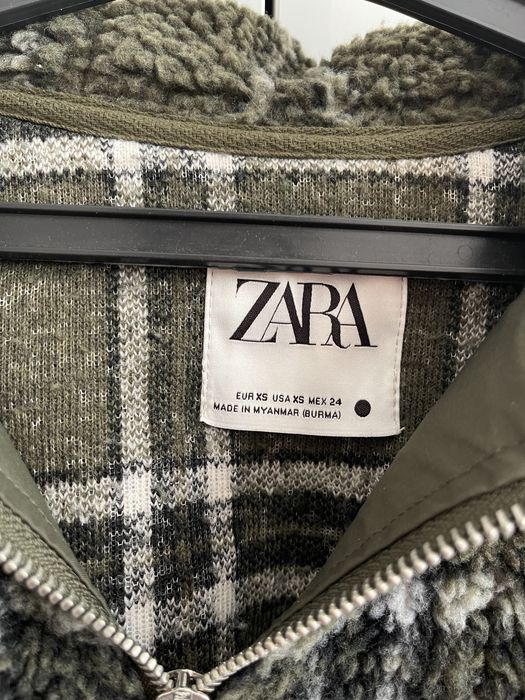 ZARA
EUR XS USA XS MEX 24
MADE IN MYANMAR (BURMA)